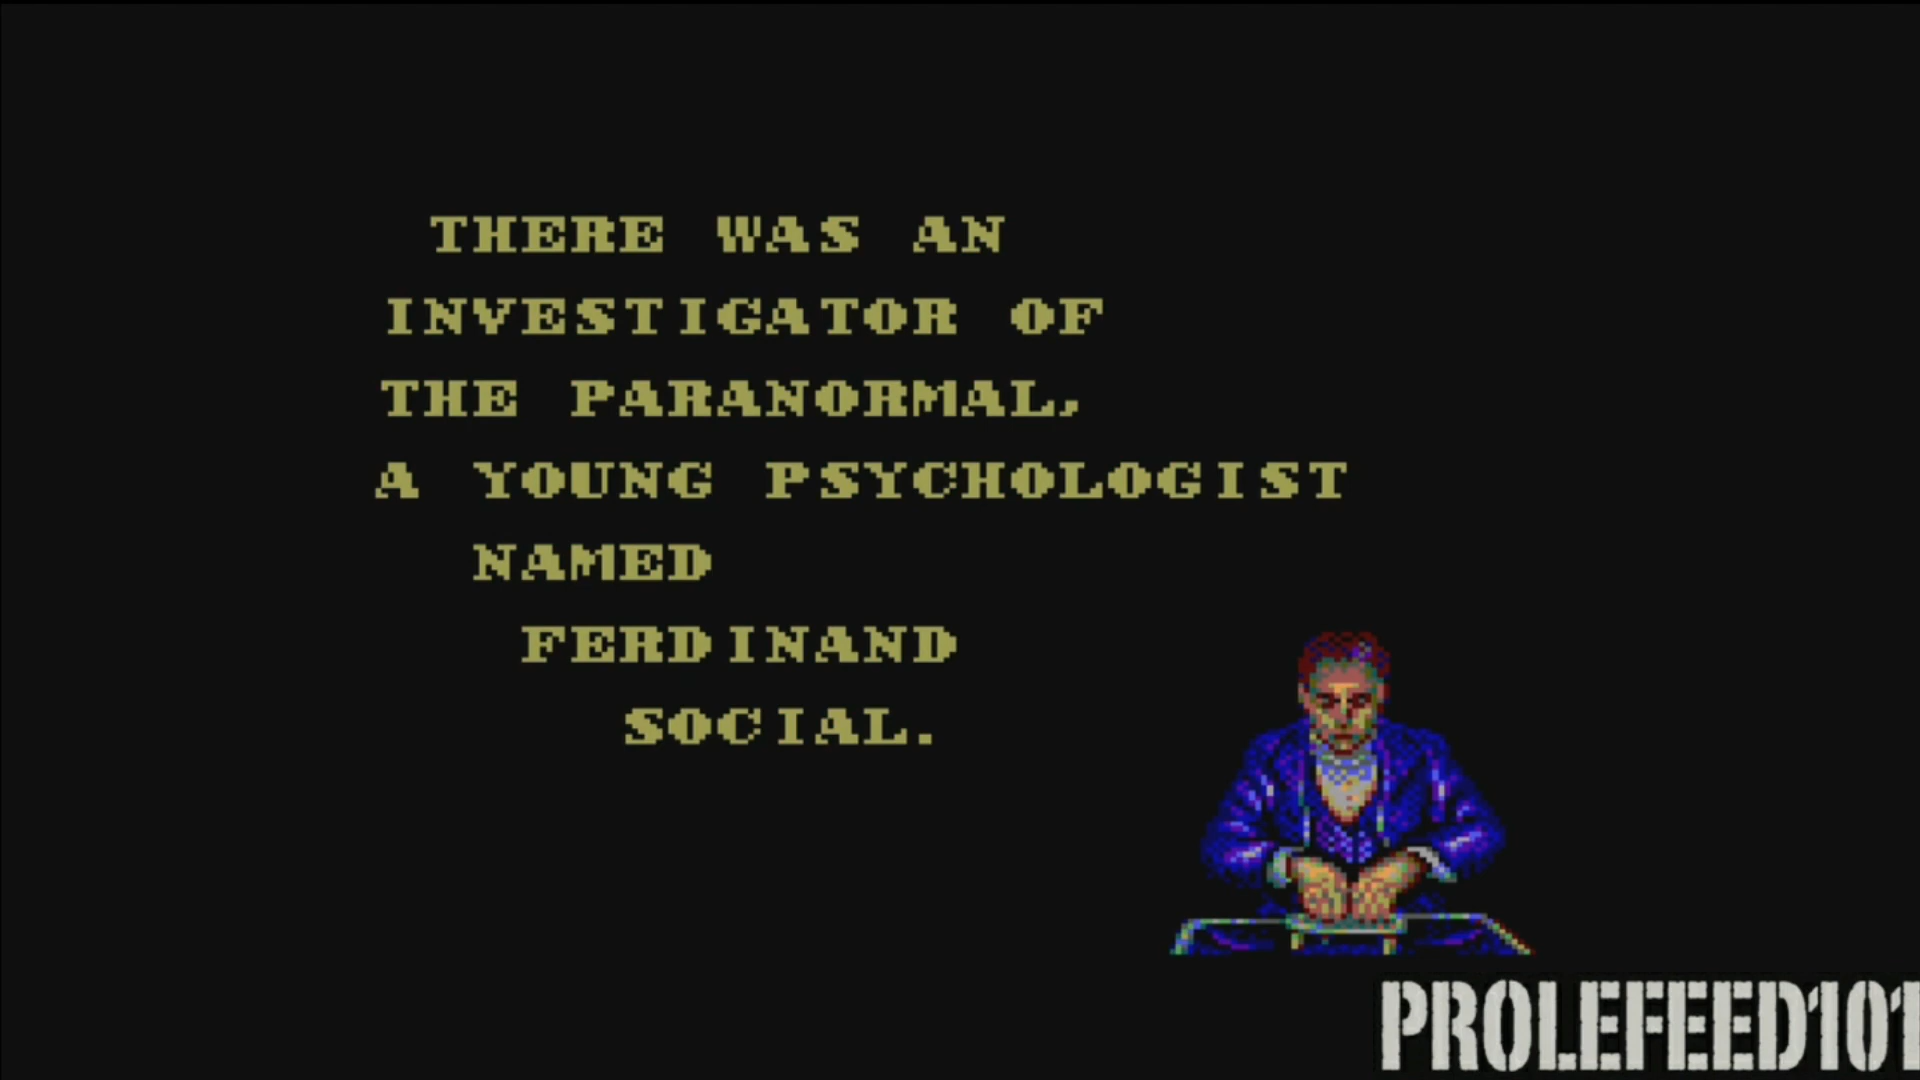 THERE WAS AN
INVESTIGATOR OF
THE PARANORMAL,
A YOUNG PSYCHOLOGIST
NAMED
FERDINAND
SOCIAL.
PROLEFEED101